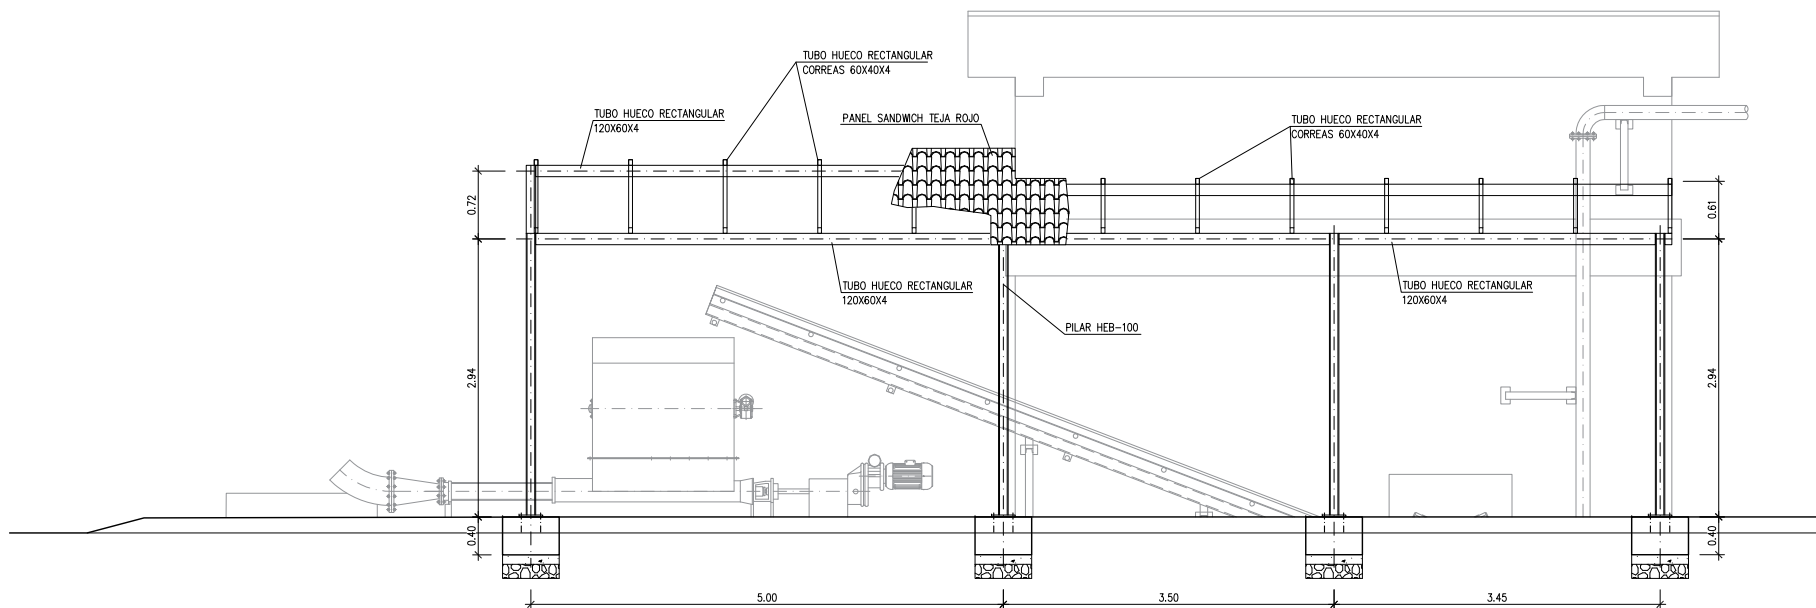 TUBO HUECO RECTANGULAR
CORREAS 60X40X4
TUBO HUECO RECTANGULAR
120X60X4
PANEL SANDWICH TEJA ROJO
TUBO HUECO RECTANGULAR
CORREAS 60X40X4
0.72
0.61
TUBO HUECO RECTANGULAR
120X60X4
TUBO HUECO RECTANGULAR
120X60X4
PILAR HEB-100
2.94
2.94
0.40
0.40
5.00
3.50
3.45